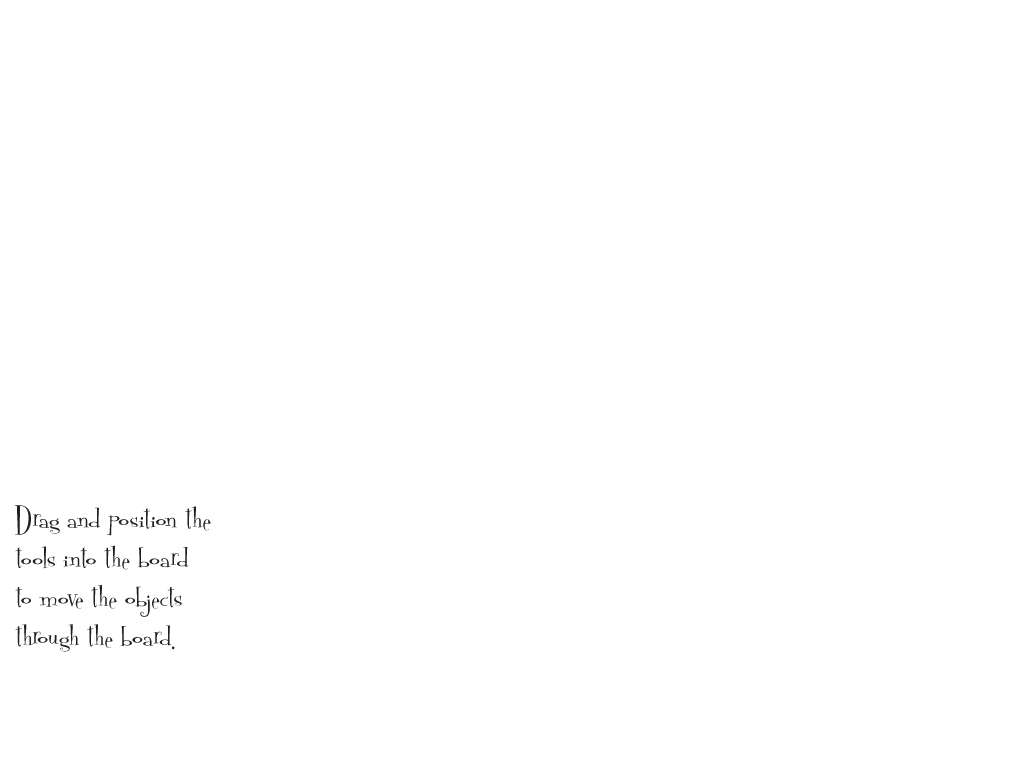 Drag and position the
tools into the board
to move the objects
through the board.